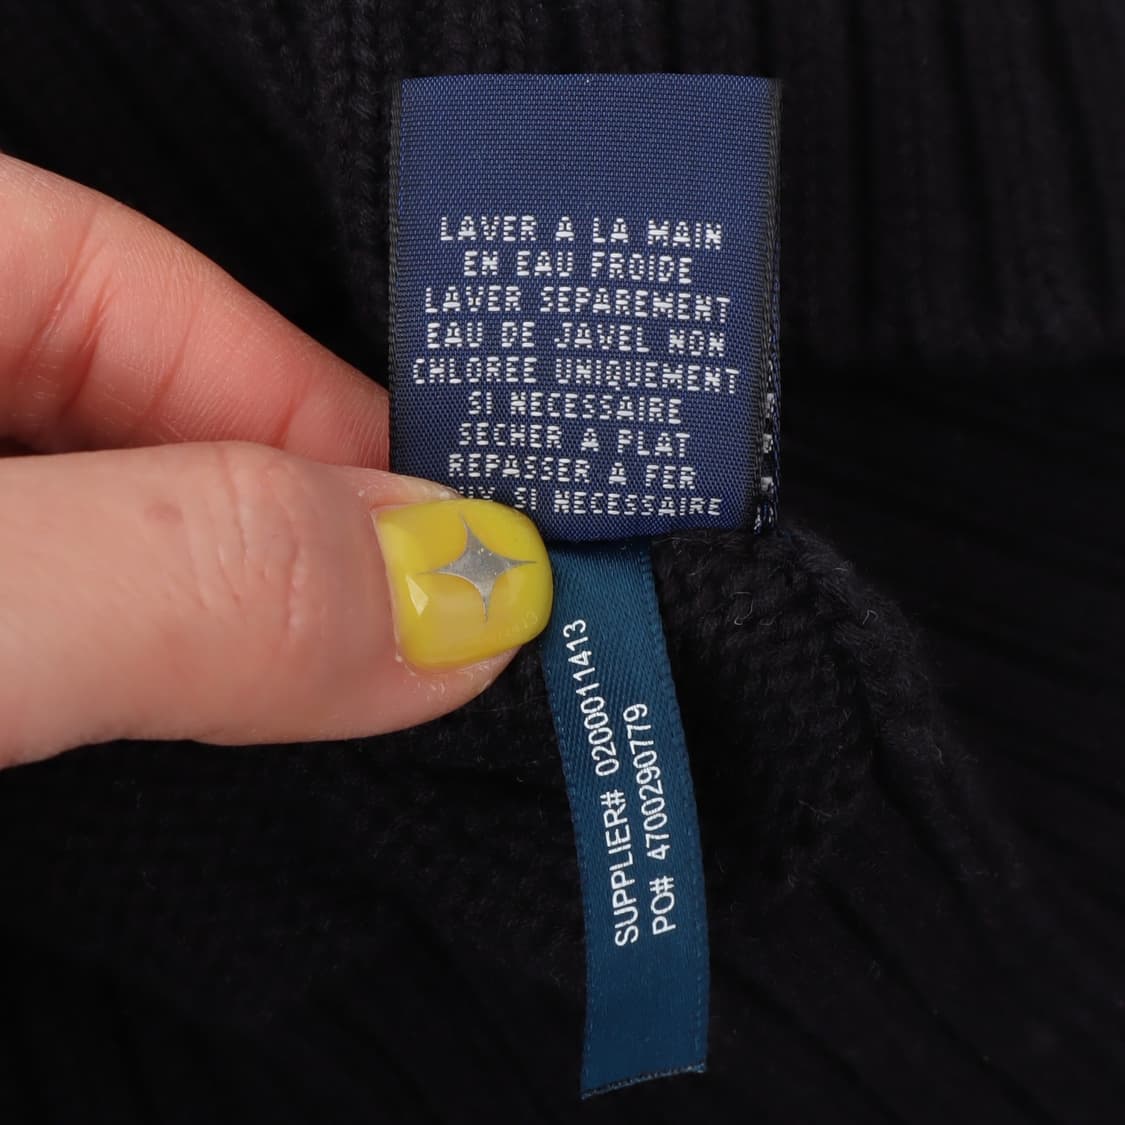 LAVER A LA MAIN
EN EAU FROIDE
LAVER SEPAREMENT
EAU DE JAVEL NON
CHLOREE UNIQUEMENT
SI NECESSAIRE
SECHER A PLAT
REPASSER A FER
SI NECESSAIRE
SUPPLIER# 0200011413
PO# 4700290779